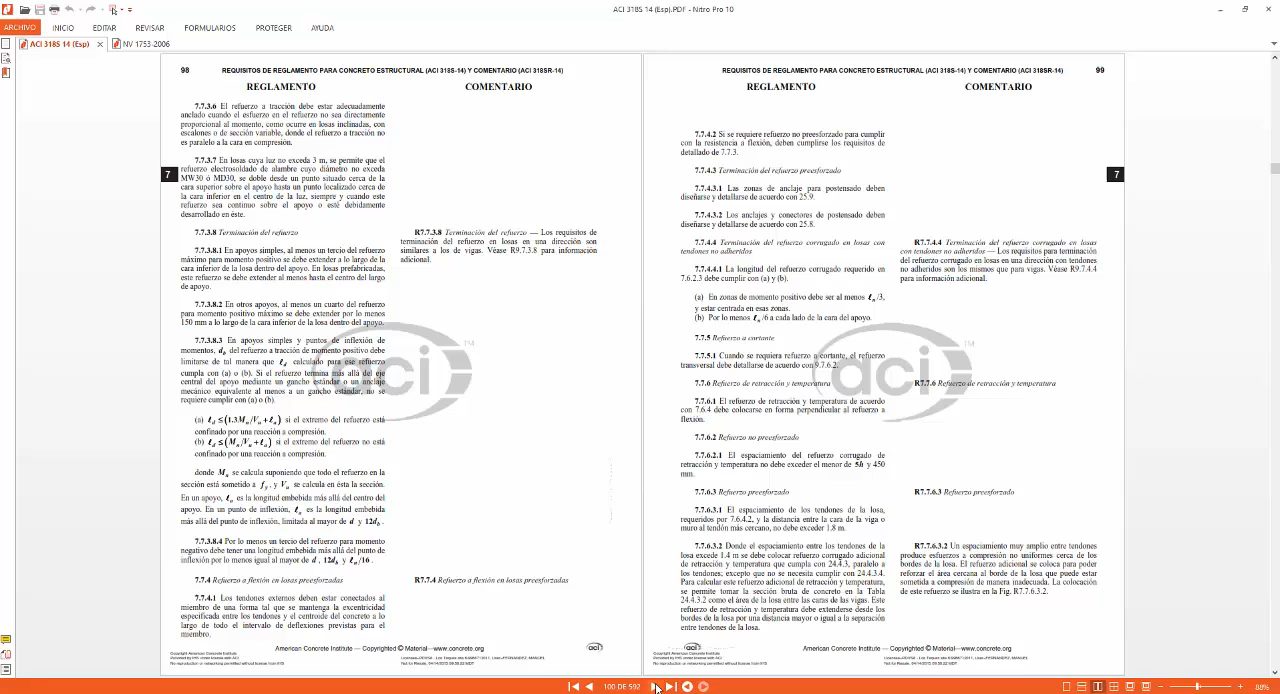 ACI 318S 14 (Esp).PDF - Nitro Pro 10
ARCHIVO INICIO EDITAR REVISAR FORMULARIOS PROTEGER AYUDA
ACI 318S 14 (Esp) × NV 1753-2006
98 REQUISITOS DE REGLAMENTO PARA CONCRETO ESTRUCTURAL (ACI 318S-14) Y COMENTARIO (ACI 318SR-14)
REGLAMENTO COMENTARIO
7.7.3.6 El refuerzo a tracción debe estar adecuadamente
anclado cuando el esfuerzo en el refuerzo no sea directamente
proporcional al momento, como ocurre en losas inclinadas, con
escalones o de sección variable, donde el refuerzo a tracción no
es paralelo a la cara en compresión.
7.7.3.7 En losas cuya luz no exceda 3 m, se permite que el
refuerzo electrosoldado de alambre cuyo diámetro no exceda
MW30 ó MD30, se doble desde un punto situado cerca de la
cara superior sobre el apoyo hasta un punto localizado cerca de
la cara inferior en el centro de la luz, siempre y cuando este
refuerzo sea continuo sobre el apoyo o esté debidamente
desarrollado en éste.
7
7.7.3.8 Terminación del refuerzo
7.7.3.8.1 En apoyos simples, al menos un tercio del refuerzo
máximo para momento positivo se debe extender a lo largo de la
cara inferior de la losa dentro del apoyo. En losas prefabricadas,
este refuerzo se debe extender al menos hasta el centro del largo
de apoyo.
7.7.3.8.2 En otros apoyos, al menos un cuarto del refuerzo
para momento positivo máximo se debe extender por lo menos
150 mm a lo largo de la cara inferior de la losa dentro del apoyo.
7.7.3.8.3 En apoyos simples y puntos de inflexión de
momentos, d_b del refuerzo a tracción de momento positivo debe
limitarse de tal manera que ℓ_d calculado para ese refuerzo
cumpla con (a) o (b). Si el refuerzo termina más allá del eje
central del apoyo mediante un gancho estándar o un anclaje
mecánico equivalente al menos a un gancho estándar, no se
requiere cumplir con (a) o (b).
(a) ℓ_d ≤ (1.3M_n/V_u + ℓ_a) si el extremo del refuerzo está
confinado por una reacción a compresión.
(b) ℓ_d ≤ (M_n/V_u + ℓ_a) si el extremo del refuerzo no está
confinado por una reacción a compresión.
donde M_n se calcula suponiendo que todo el refuerzo en la
sección está sometido a f_y, y V_u se calcula en ésta la sección.
En un apoyo, ℓ_a es la longitud embebida más allá del centro del
apoyo. En un punto de inflexión, ℓ_a es la longitud embebida
más allá del punto de inflexión, limitada al mayor de d y 12d_b.
7.7.3.8.4 Por lo menos un tercio del refuerzo para momento
negativo debe tener una longitud embebida más allá del punto de
inflexión por lo menos igual al mayor de d, 12d_b y ℓ_n/16.
7.7.4 Refuerzo a flexión en losas preesforzadas
7.7.4.1 Los tendones externos deben estar conectados al
miembro de una forma tal que se mantenga la excentricidad
especificada entre los tendones y el centroide del concreto a lo
largo de todo el intervalo de deflexiones previstas para el
miembro.
R7.7.3.8 Terminación del refuerzo — Los requisitos de
terminación del refuerzo en losas en una dirección son
similares a los de vigas. Véase R9.7.3.8 para información
adicional.
R7.7.4 Refuerzo a flexión en losas preesforzadas
aci TM
American Concrete Institute — Copyrighted © Material—www.concrete.org
aci
Copyright American Concrete Institute
Provided by IHS under license with ACI
No reproduction or networking permitted without license from IHS
Not for Resale, 04/14/2015 09:58:22 MDT
REQUISITOS DE REGLAMENTO PARA CONCRETO ESTRUCTURAL (ACI 318S-14) Y COMENTARIO (ACI 318SR-14) 99
REGLAMENTO COMENTARIO
7.7.4.2 Si se requiere refuerzo no preesforzado para cumplir
con la resistencia a flexión, deben cumplirse los requisitos de
detallado de 7.7.3.
7.7.4.3 Terminación del refuerzo preesforzado
7.7.4.3.1 Las zonas de anclaje para postensado deben
diseñarse y detallarse de acuerdo con 25.9.
7.7.4.3.2 Los anclajes y conectores de postensado deben
diseñarse y detallarse de acuerdo con 25.8.
7.7.4.4 Terminación del refuerzo corrugado en losas con
tendones no adheridos
7.7.4.4.1 La longitud del refuerzo corrugado requerido en
7.6.2.3 debe cumplir con (a) y (b).
(a) En zonas de momento positivo debe ser al menos ℓ_n/3,
y estar centrada en esas zonas.
(b) Por lo menos ℓ_n/6 a cada lado de la cara del apoyo.
7.7.5 Refuerzo a cortante
7.7.5.1 Cuando se requiera refuerzo a cortante, el refuerzo
transversal debe detallarse de acuerdo con 9.7.6.2.
7.7.6 Refuerzo de retracción y temperatura
7.7.6.1 El refuerzo de retracción y temperatura de acuerdo
con 7.6.4 debe colocarse en forma perpendicular al refuerzo a
flexión.
7.7.6.2 Refuerzo no preesforzado
7.7.6.2.1 El espaciamiento del refuerzo corrugado de
retracción y temperatura no debe exceder el menor de 5h y 450
mm.
7.7.6.3 Refuerzo preesforzado
7.7.6.3.1 El espaciamiento de los tendones de la losa,
requeridos por 7.6.4.2, y la distancia entre la cara de la viga o
muro al tendón más cercano, no debe exceder 1.8 m.
7.7.6.3.2 Donde el espaciamiento entre los tendones de la
losa excede 1.4 m se debe colocar refuerzo corrugado adicional
de retracción y temperatura que cumpla con 24.4.3, paralelo a
los tendones; excepto que no se necesita cumplir con 24.4.3.4.
Para calcular este refuerzo adicional de retracción y temperatura,
se permite tomar la sección bruta de concreto en la Tabla
24.4.3.2 como el área de la losa entre las caras de las vigas. Este
refuerzo de retracción y temperatura debe extenderse desde los
bordes de la losa por una distancia mayor o igual a la separación
entre tendones de la losa.
7
R7.7.4.4 Terminación del refuerzo corrugado en losas
con tendones no adheridos — Los requisitos para terminación
del refuerzo corrugado en losas en una dirección con tendones
no adheridos son los mismos que para vigas. Véase R9.7.4.4
para información adicional.
R7.7.6 Refuerzo de retracción y temperatura
R7.7.6.3 Refuerzo preesforzado
R7.7.6.3.2 Un espaciamiento muy amplio entre tendones
produce esfuerzos a compresión no uniformes cerca de los
bordes de la losa. El refuerzo adicional se coloca para poder
reforzar el área cercana al borde de la losa que puede estar
sometida a compresión de manera inadecuada. La colocación
de este refuerzo se ilustra en la Fig. R7.7.6.3.2.
aci TM
aci
American Concrete Institute — Copyrighted © Material—www.concrete.org
Copyright American Concrete Institute
Provided by IHS under license with ACI
No reproduction or networking permitted without license from IHS
Not for Resale, 04/14/2015 09:58:22 MDT
100 DE 592
88%